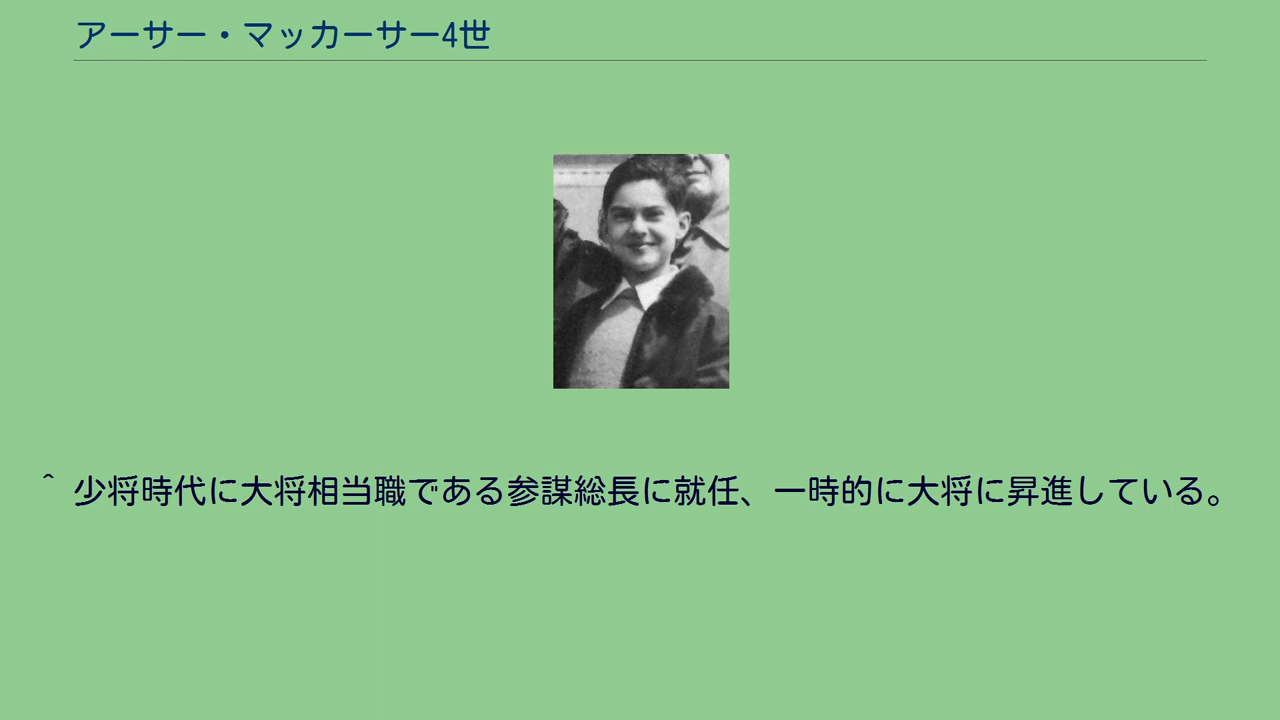 アーサー・マッカーサー4世
^ 少将時代に大将相当職である参謀総長に就任、一時的に大将に昇進している。